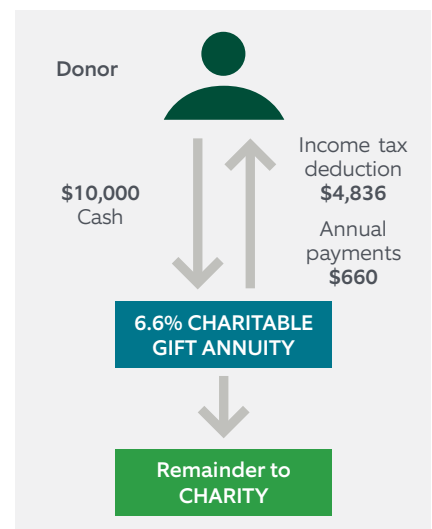 Donor
$10,000
Cash
Income tax
deduction
$4,836
Annual
payments
$660
6.6% CHARITABLE
GIFT ANNUITY
Remainder to
CHARITY